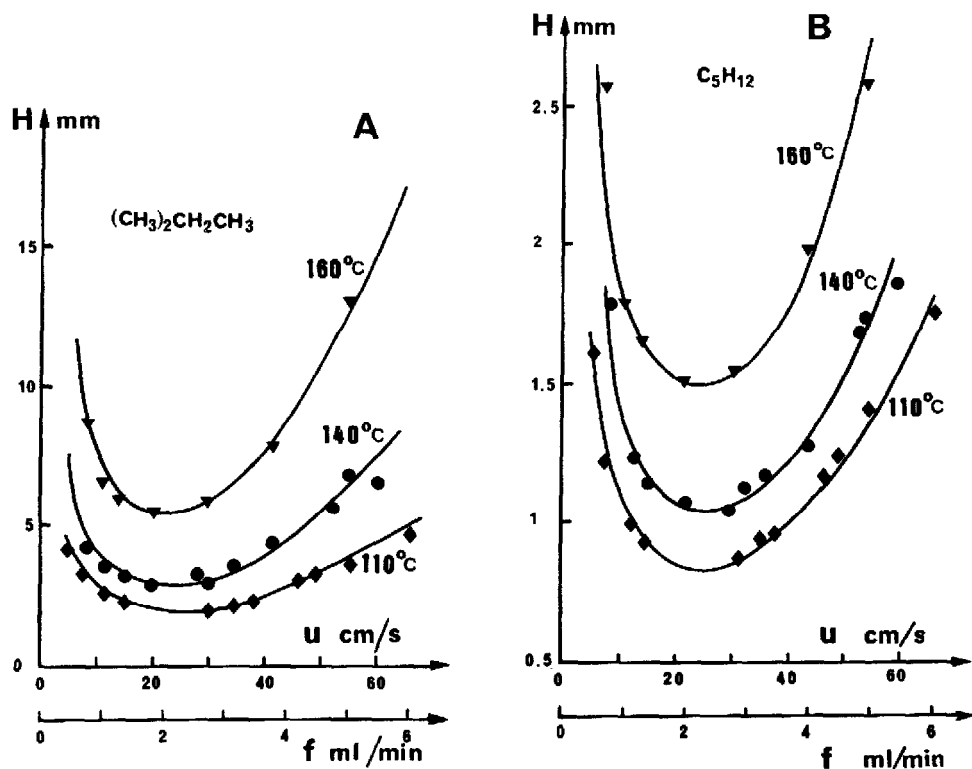 H mm
A
(CH₃)₂CH₂CH₃
15
10
5
0
160°C
140°C
110°C
u cm/s
0 20 40 60
0 2 4 6
f ml/min
H mm
B
C₅H₁₂
2.5
2
1.5
1
0.5
160°C
140°C
110°C
u cm/s
0 20 40 60
0 2 4 6
f ml/min